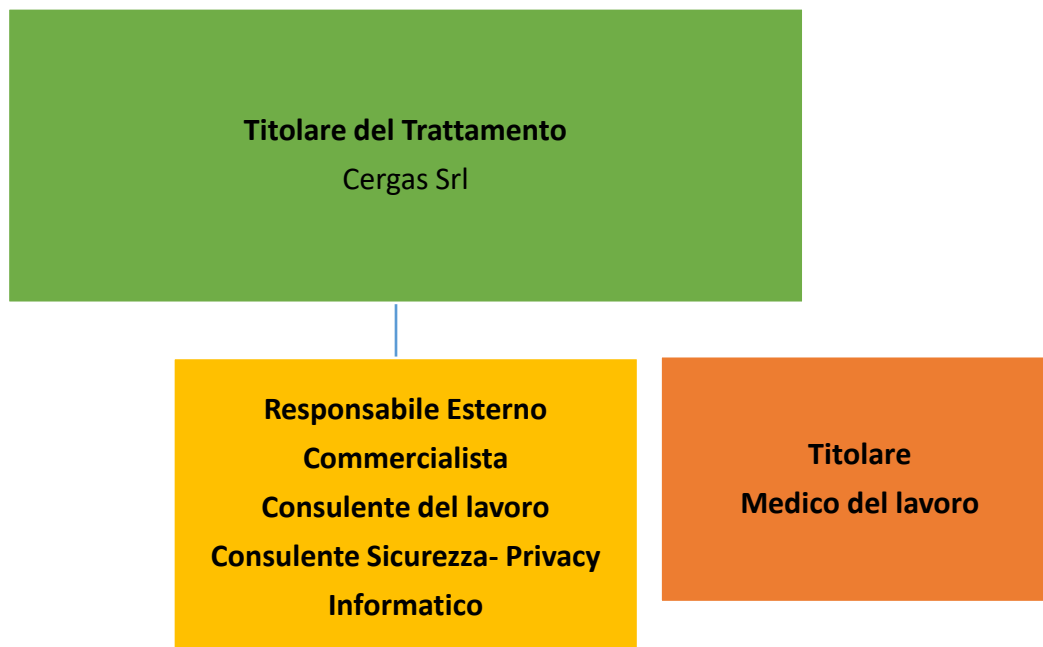 Titolare del Trattamento
Cergas Srl
Responsabile Esterno
Commercialista
Consulente del lavoro
Consulente Sicurezza- Privacy
Informatico
Titolare
Medico del lavoro